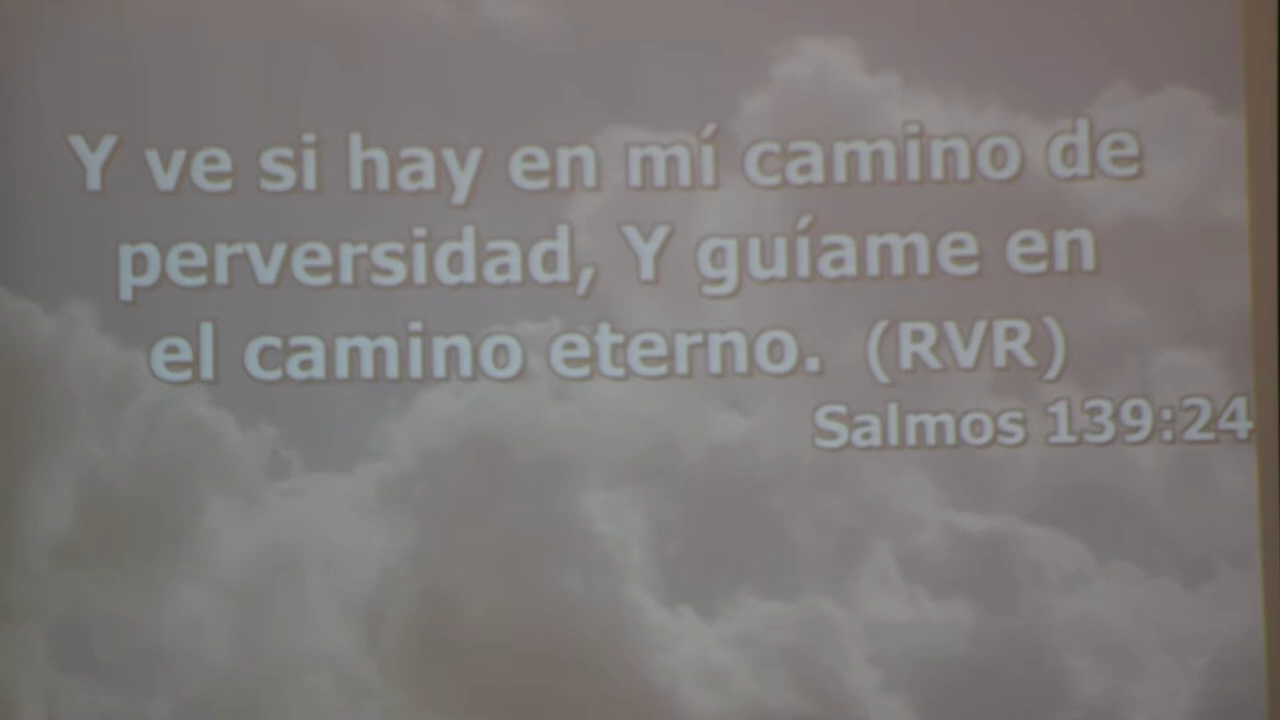 Y ve si hay en mí camino de
perversidad, Y guíame en
el camino eterno. (RVR)
Salmos 139:24